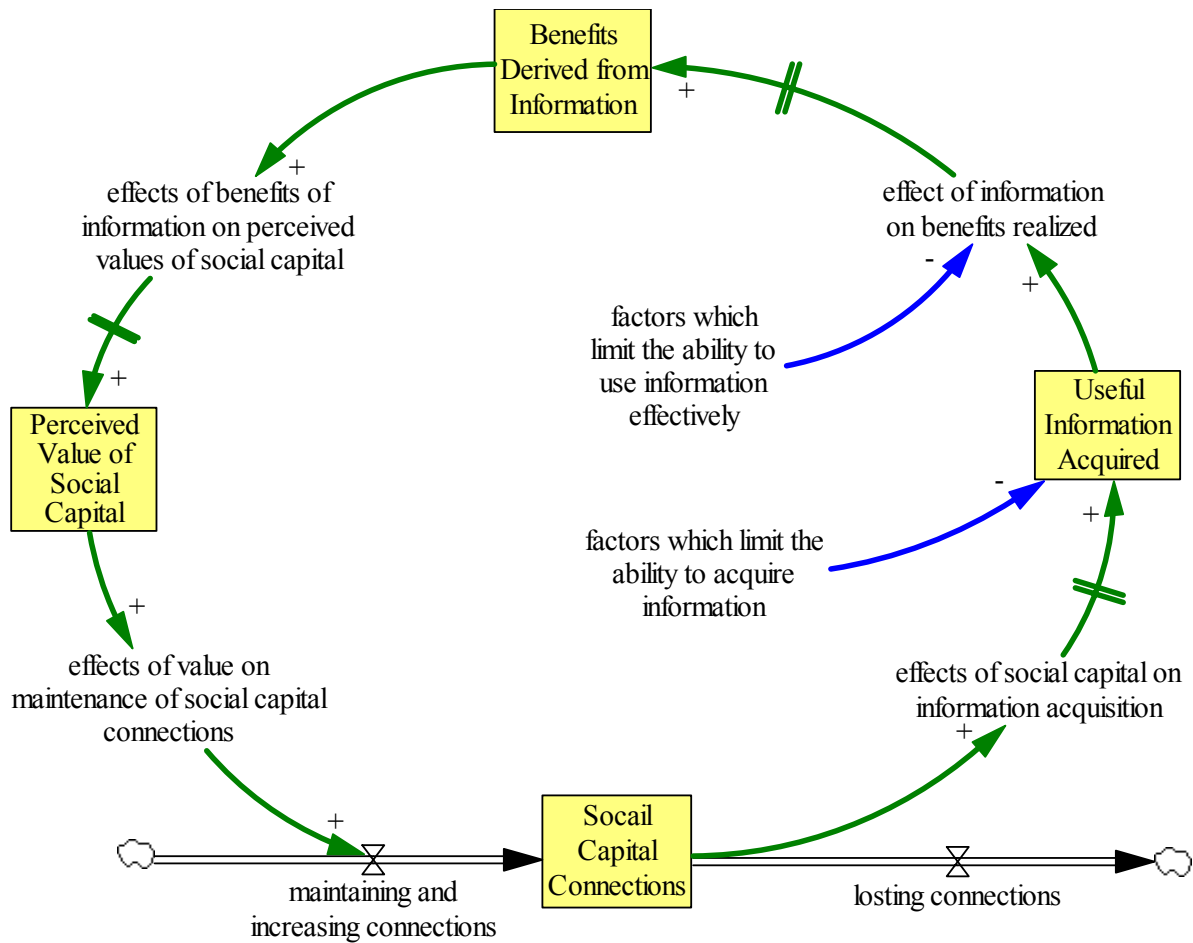 Benefits
Derived from
Information
+
+
effects of benefits of
information on perceived
values of social capital
effect of information
on benefits realized
-
+
factors which
limit the ability to
use information
effectively
+
Perceived
Value of
Social
Capital
Useful
Information
Acquired
-
+
factors which limit the
ability to acquire
information
+
effects of value on
maintenance of social capital
connections
effects of social capital on
information acquisition
+
+
Socail
Capital
Connections
maintaining and
increasing connections
losting connections